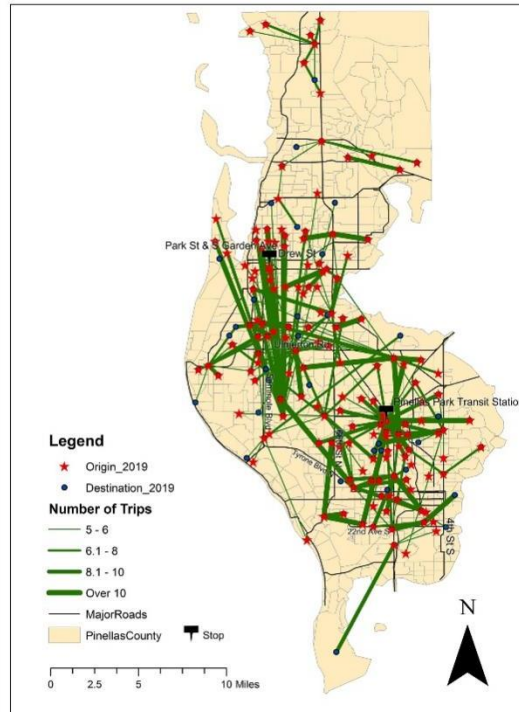 Park St & S Garden Ave
Drew St
Pinellas Park Transit Station
Tyrone Blvd
22nd Ave S
4th St S
Legend
Origin_2019
Destination_2019
Number of Trips
5 - 6
6.1 - 8
8.1 - 10
Over 10
MajorRoads
PinellasCounty
Stop
N
0
2.5
5
10 Miles